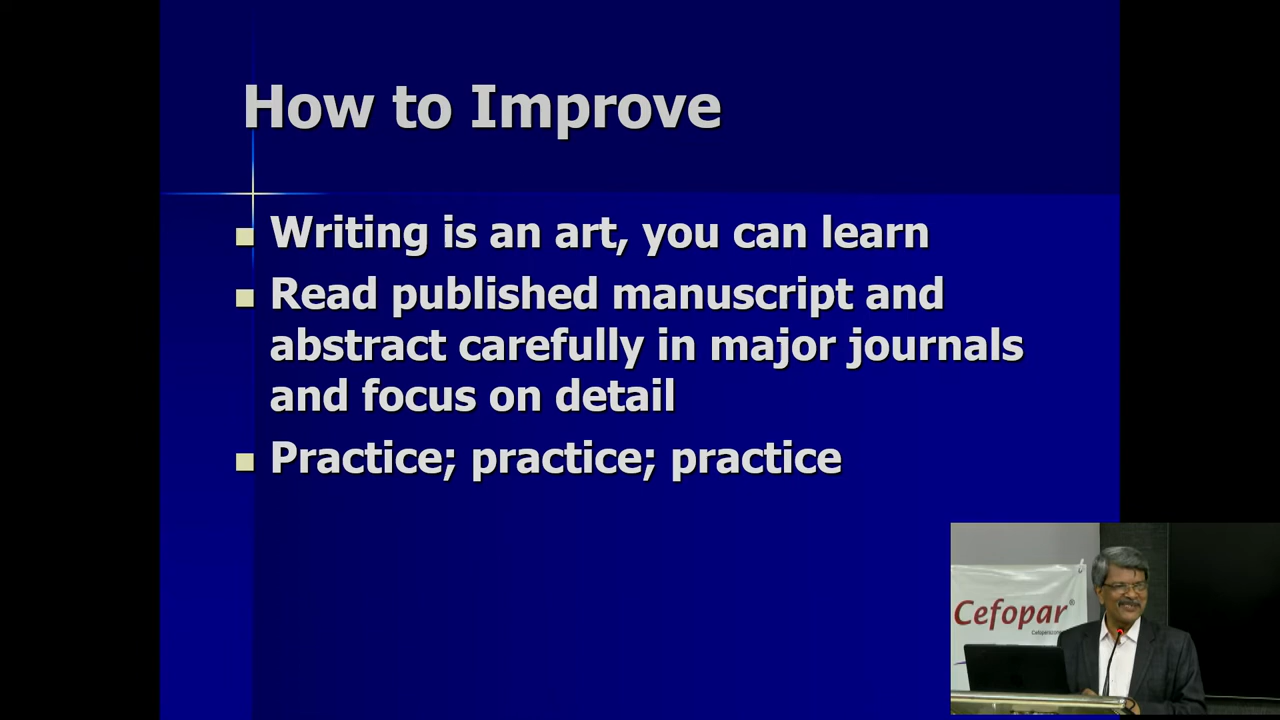 How to Improve
Writing is an art, you can learn
Read published manuscript and
abstract carefully in major journals
and focus on detail
Practice; practice; practice
Cefopar®